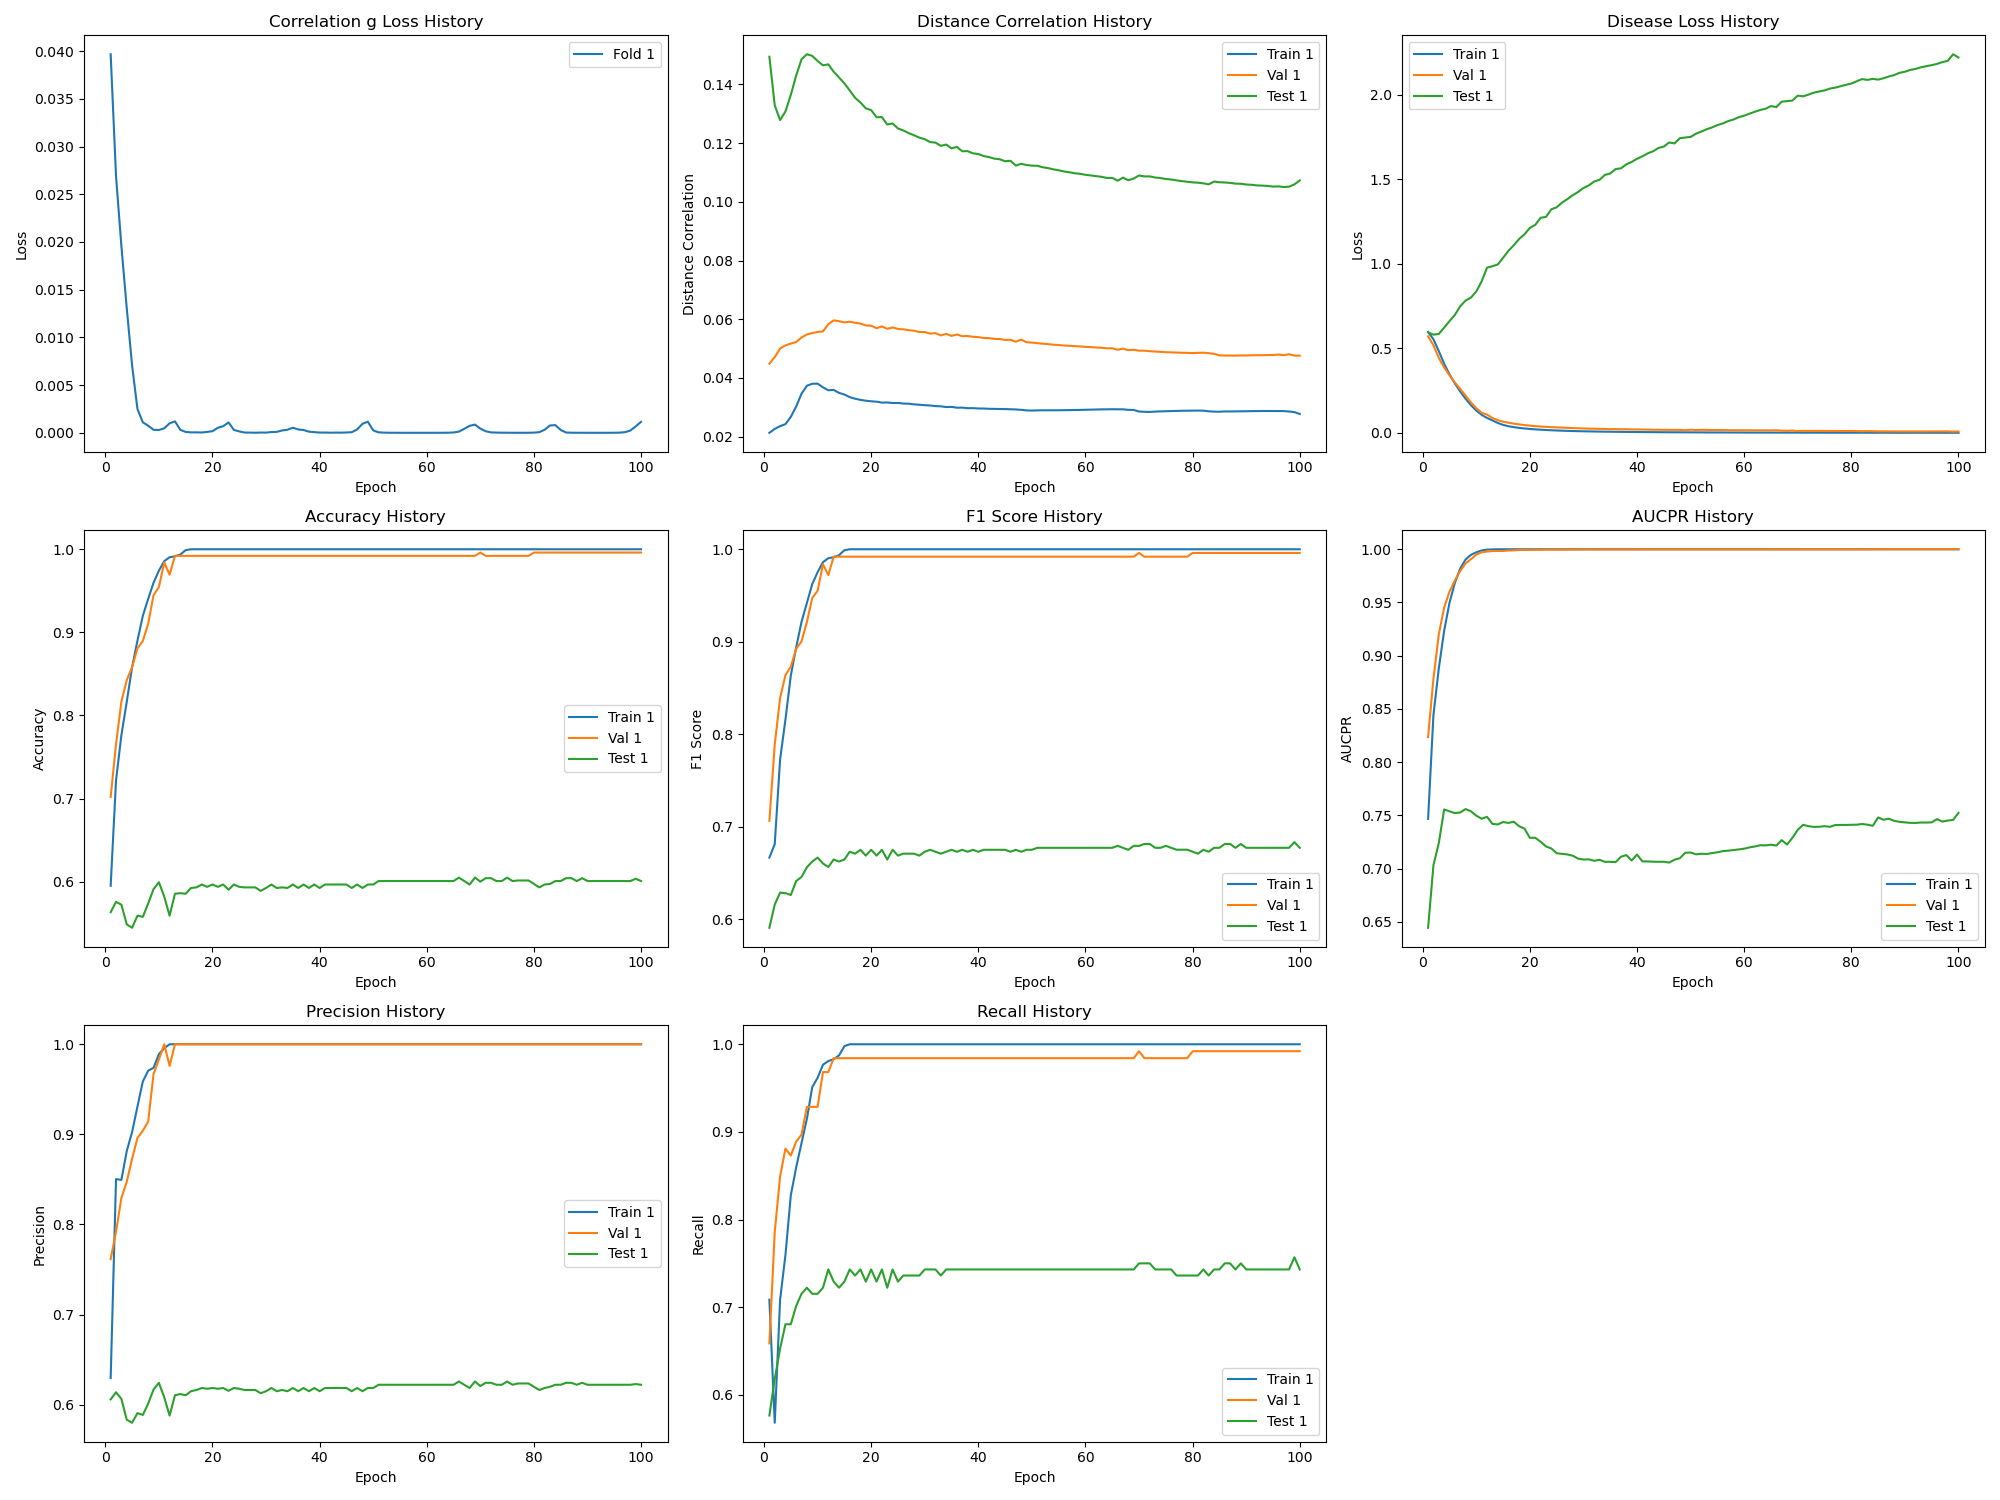 Correlation g Loss History
Loss
0.040
0.035
0.030
0.025
0.020
0.015
0.010
0.005
0.000
0 20 40 60 80 100
Epoch
Fold 1
Distance Correlation History
Distance Correlation
0.14
0.12
0.10
0.08
0.06
0.04
0.02
0 20 40 60 80 100
Epoch
Train 1
Val 1
Test 1
Disease Loss History
Loss
2.0
1.5
1.0
0.5
0.0
0 20 40 60 80 100
Epoch
Train 1
Val 1
Test 1
Accuracy History
Accuracy
1.0
0.9
0.8
0.7
0.6
0 20 40 60 80 100
Epoch
Train 1
Val 1
Test 1
F1 Score History
F1 Score
1.0
0.9
0.8
0.7
0.6
0 20 40 60 80 100
Epoch
Train 1
Val 1
Test 1
AUCPR History
AUCPR
1.00
0.95
0.90
0.85
0.80
0.75
0.70
0.65
0 20 40 60 80 100
Epoch
Train 1
Val 1
Test 1
Precision History
Precision
1.0
0.9
0.8
0.7
0.6
0 20 40 60 80 100
Epoch
Train 1
Val 1
Test 1
Recall History
Recall
1.0
0.9
0.8
0.7
0.6
0 20 40 60 80 100
Epoch
Train 1
Val 1
Test 1